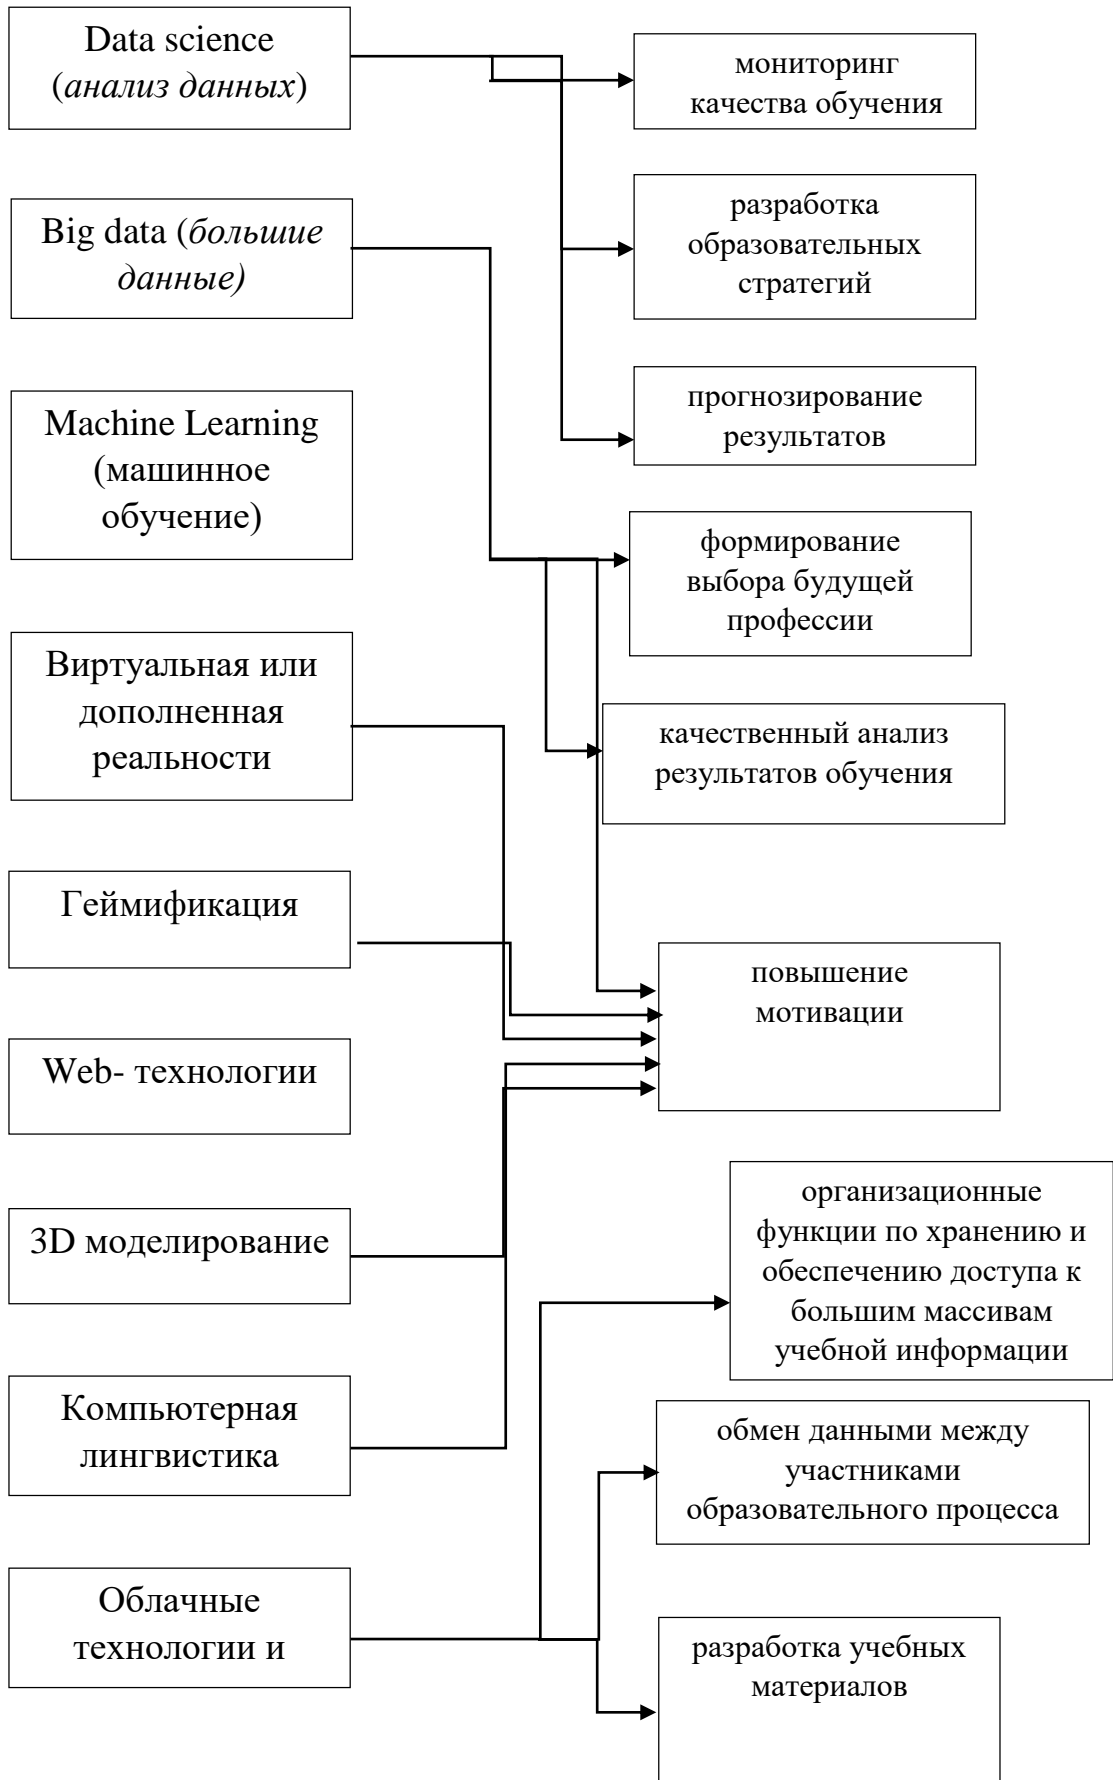 Data science
(анализ данных)
Big data (большие
данные)
Machine Learning
(машинное
обучение)
Виртуальная или
дополненная
реальности
Геймификация
Web- технологии
3D моделирование
Компьютерная
лингвистика
Облачные
технологии и
мониторинг
качества обучения
разработка
образовательных
стратегий
прогнозирование
результатов
формирование
выбора будущей
профессии
качественный анализ
результатов обучения
повышение
мотивации
организационные
функции по хранению и
обеспечению доступа к
большим массивам
учебной информации
обмен данными между
участниками
образовательного процесса
разработка учебных
материалов